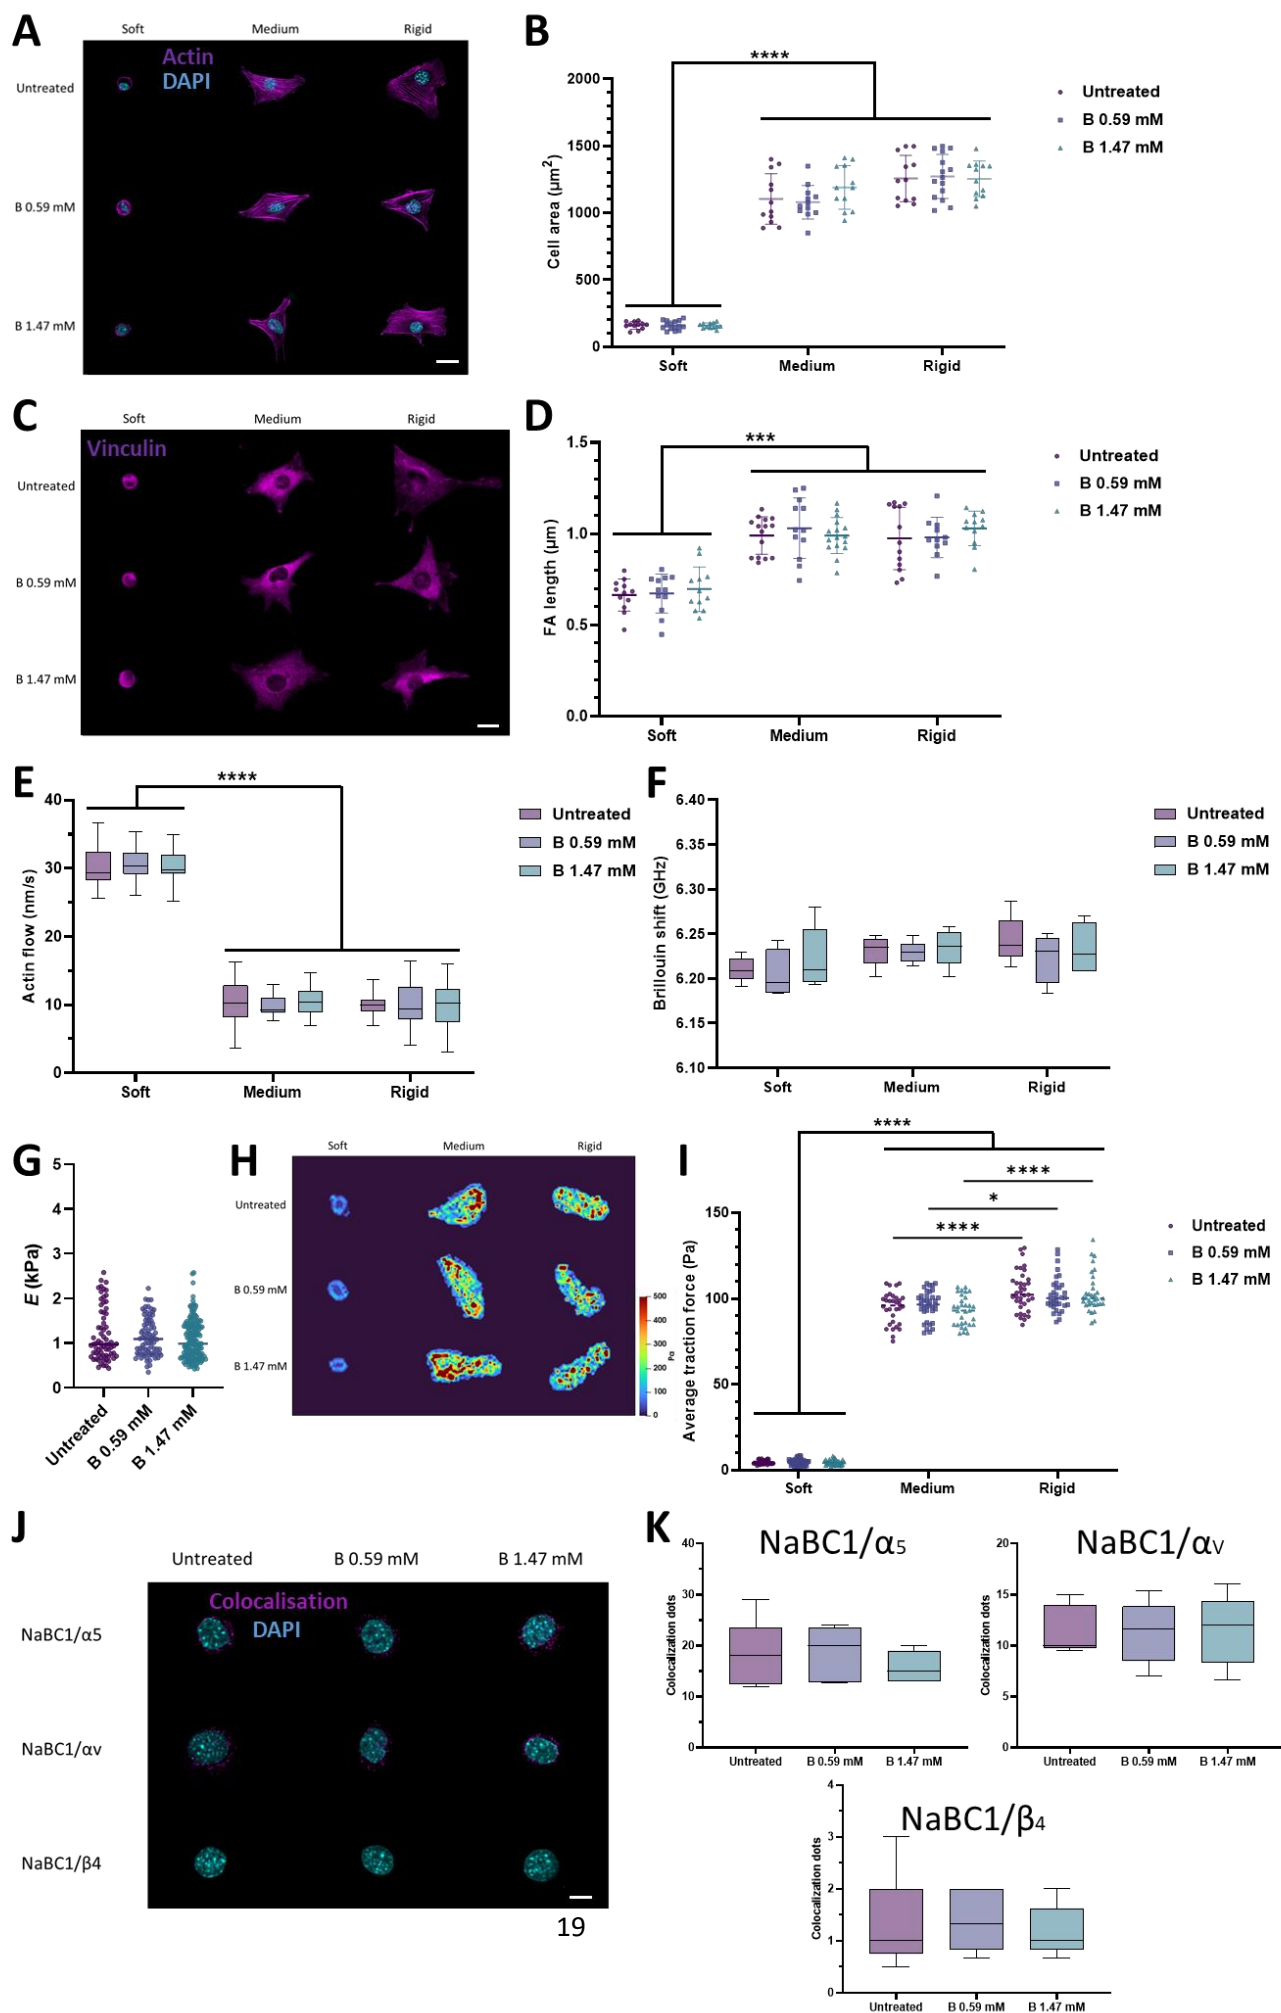 A
Soft Medium Rigid
Actin
DAPI
Untreated
B 0.59 mM
B 1.47 mM
B
****
2000
1500
1000
500
0
Cell area (µm²)
Soft Medium Rigid
Untreated
B 0.59 mM
B 1.47 mM
C
Soft Medium Rigid
Vinculin
Untreated
B 0.59 mM
B 1.47 mM
D
***
1.5
1.0
0.5
0.0
FA length (µm)
Soft Medium Rigid
Untreated
B 0.59 mM
B 1.47 mM
E
****
40
30
20
10
0
Actin flow (nm/s)
Soft Medium Rigid
Untreated
B 0.59 mM
B 1.47 mM
F
6.40
6.35
6.30
6.25
6.20
6.15
6.10
Brillouin shift (GHz)
Soft Medium Rigid
Untreated
B 0.59 mM
B 1.47 mM
G
5
4
3
2
1
0
E (kPa)
Untreated
B 0.59 mM
B 1.47 mM
H
Soft Medium Rigid
Untreated
B 0.59 mM
B 1.47 mM
500
400
300
200
100
0
Pa
I
****
****
*
****
150
100
50
0
Average traction force (Pa)
Soft Medium Rigid
Untreated
B 0.59 mM
B 1.47 mM
J
Untreated B 0.59 mM B 1.47 mM
Colocalisation
DAPI
NaBC1/α5
NaBC1/αv
NaBC1/β4
19
K
NaBC1/α5
40
30
20
10
0
Colocalization dots
Untreated B 0.59 mM B 1.47 mM
NaBC1/αV
20
15
10
5
0
Colocalization dots
Untreated B 0.59 mM B 1.47 mM
NaBC1/β4
4
3
2
1
0
Colocalization dots
Untreated B 0.59 mM B 1.47 mM